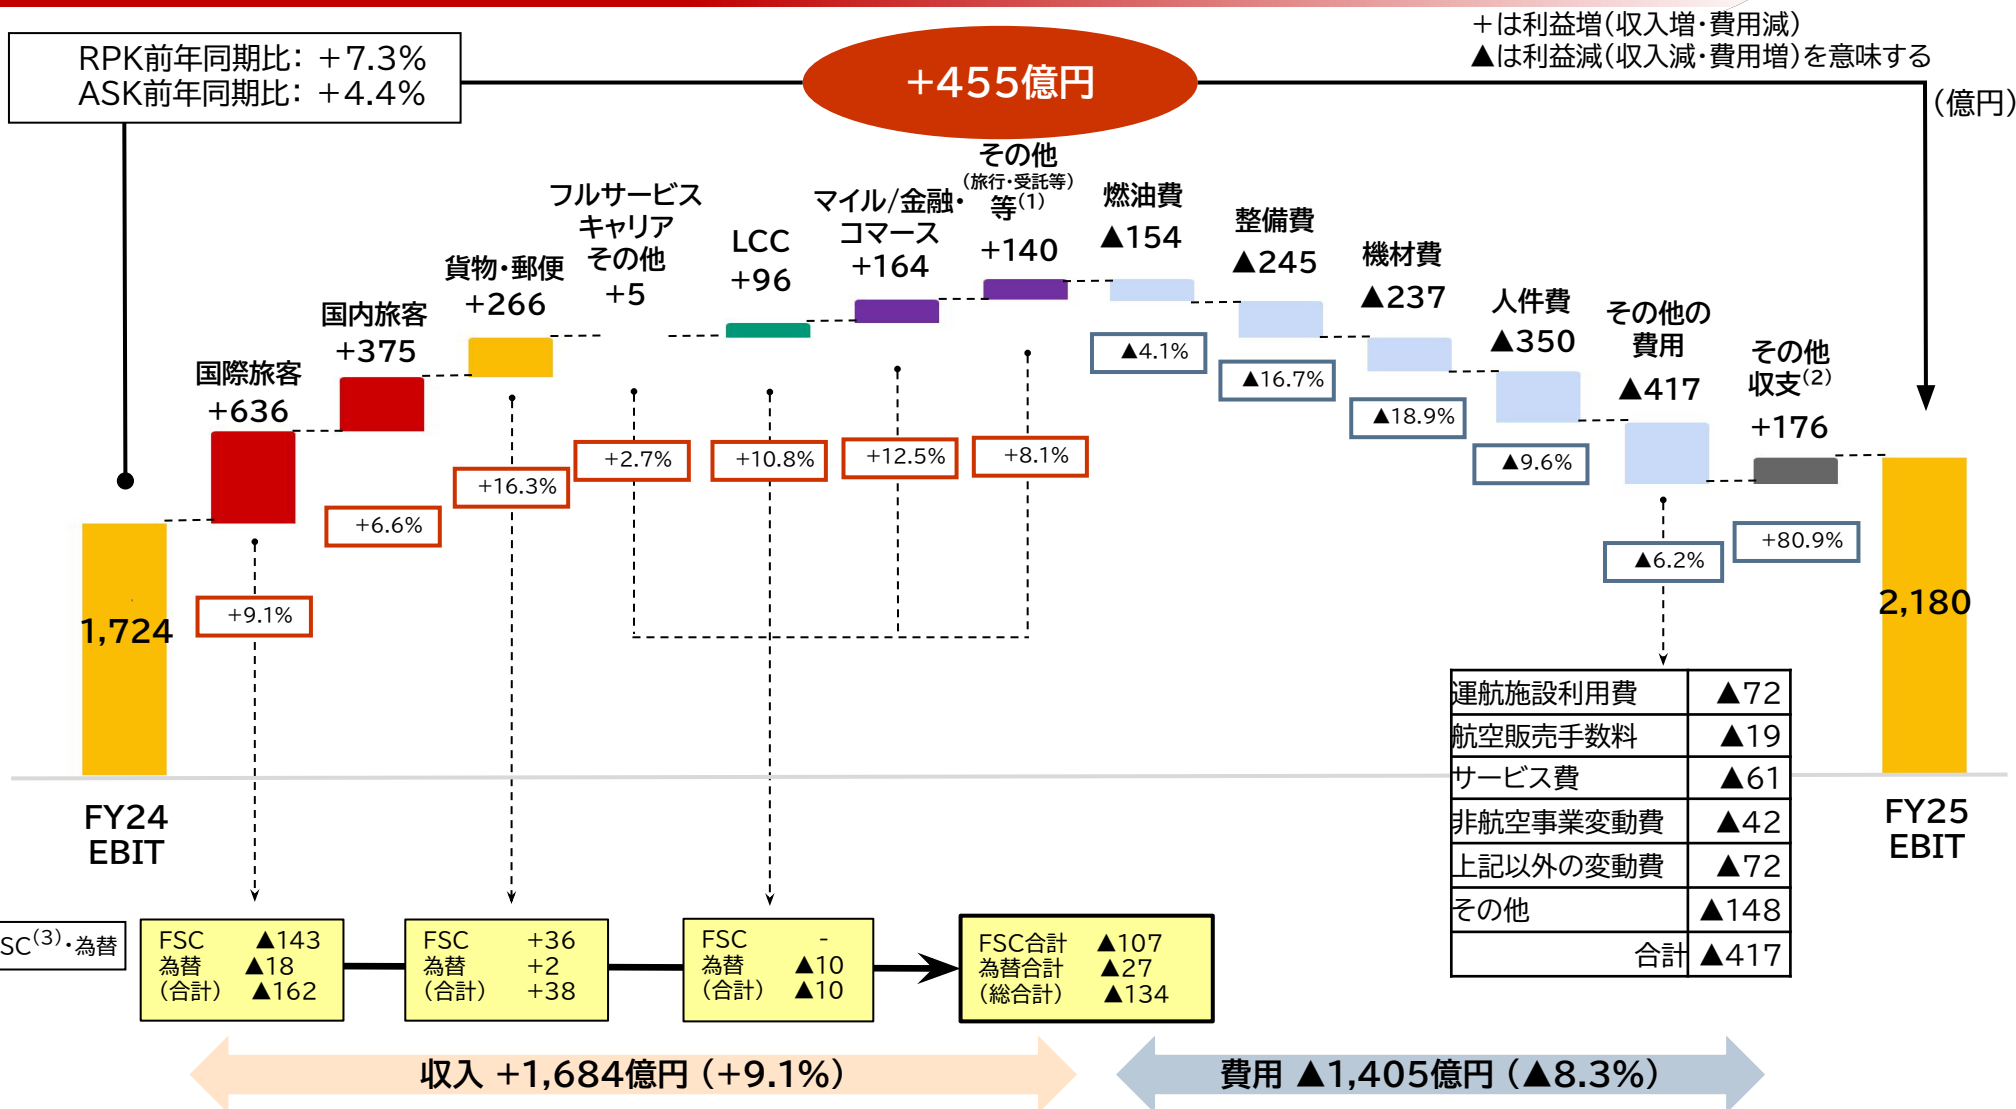 +は利益増(収入増・費用減)
▲は利益減(収入減・費用増)を意味する
RPK前年同期比: +7.3%
ASK前年同期比: +4.4%
+455億円
(億円)
国際旅客
+636
国内旅客
+375
貨物・郵便
+266
フルサービス
キャリア
その他
+5
LCC
+96
マイル/金融・
コマース
+164
その他
(旅行・受託等)
等(1)
+140
燃油費
▲154
整備費
▲245
機材費
▲237
人件費
▲350
その他の
費用
▲417
その他
収支(2)
+176
+9.1%
+6.6%
+16.3%
+2.7%
+10.8%
+12.5%
+8.1%
▲4.1%
▲16.7%
▲18.9%
▲9.6%
▲6.2%
+80.9%
1,724
2,180
FY24
EBIT
FY25
EBIT
運航施設利用費 ▲72
航空販売手数料 ▲19
サービス費 ▲61
非航空事業変動費 ▲42
上記以外の変動費 ▲72
その他 ▲148
合計 ▲417
SC(3)・為替
FSC ▲143
為替 ▲18
(合計) ▲162
FSC +36
為替 +2
(合計) +38
FSC -
為替 ▲10
(合計) ▲10
FSC合計 ▲107
為替合計 ▲27
(総合計) ▲134
収入 +1,684億円 (+9.1%)
費用 ▲1,405億円 (▲8.3%)